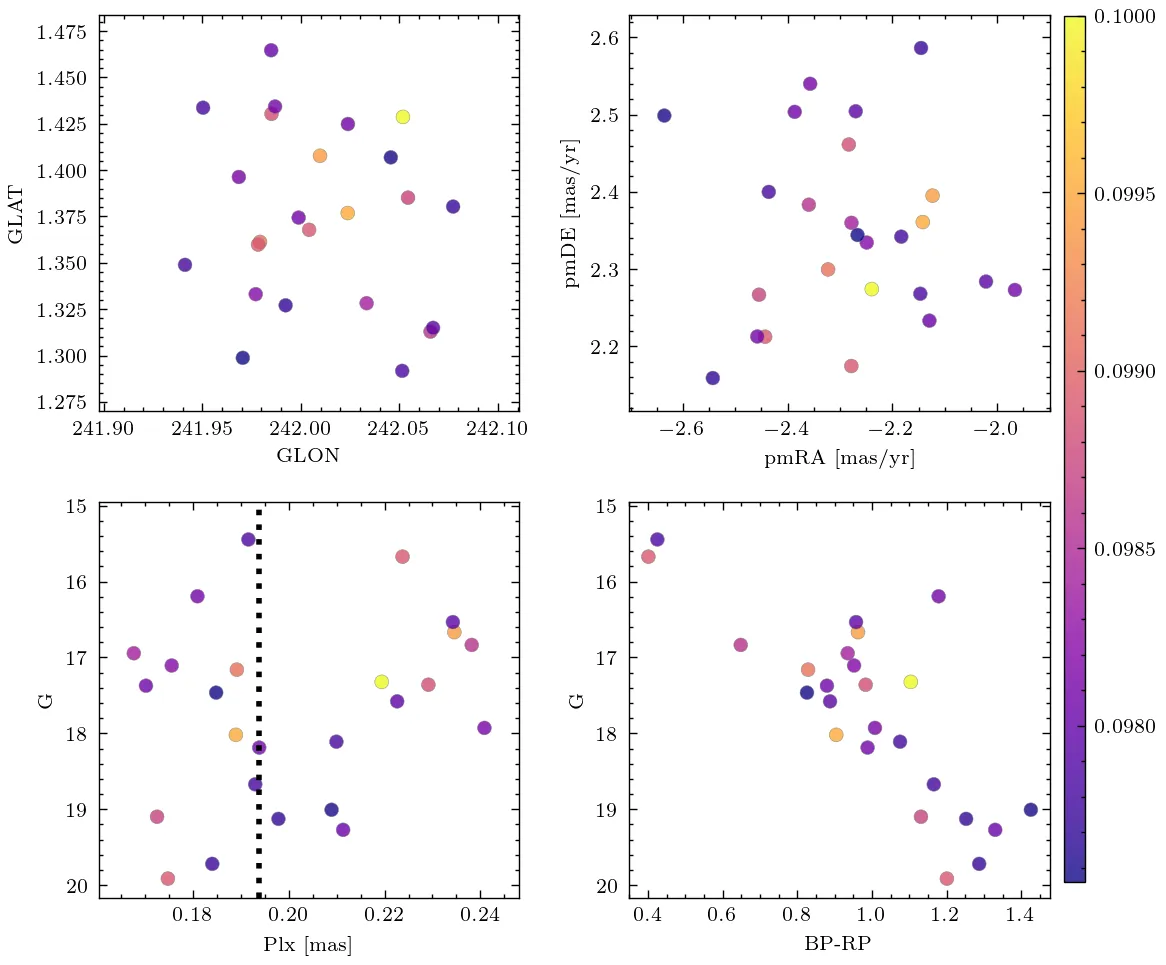 1.475
1.450
1.425
1.400
1.375
1.350
1.325
1.300
1.275
GLAT
241.90 241.95 242.00 242.05 242.10
GLON
2.6
2.5
2.4
2.3
2.2
pmDE [mas/yr]
−2.6 −2.4 −2.2 −2.0
pmRA [mas/yr]
0.1000
0.0995
0.0990
0.0985
0.0980
15
16
17
18
19
20
G
0.18 0.20 0.22 0.24
Plx [mas]
15
16
17
18
19
20
G
0.4 0.6 0.8 1.0 1.2 1.4
BP-RP